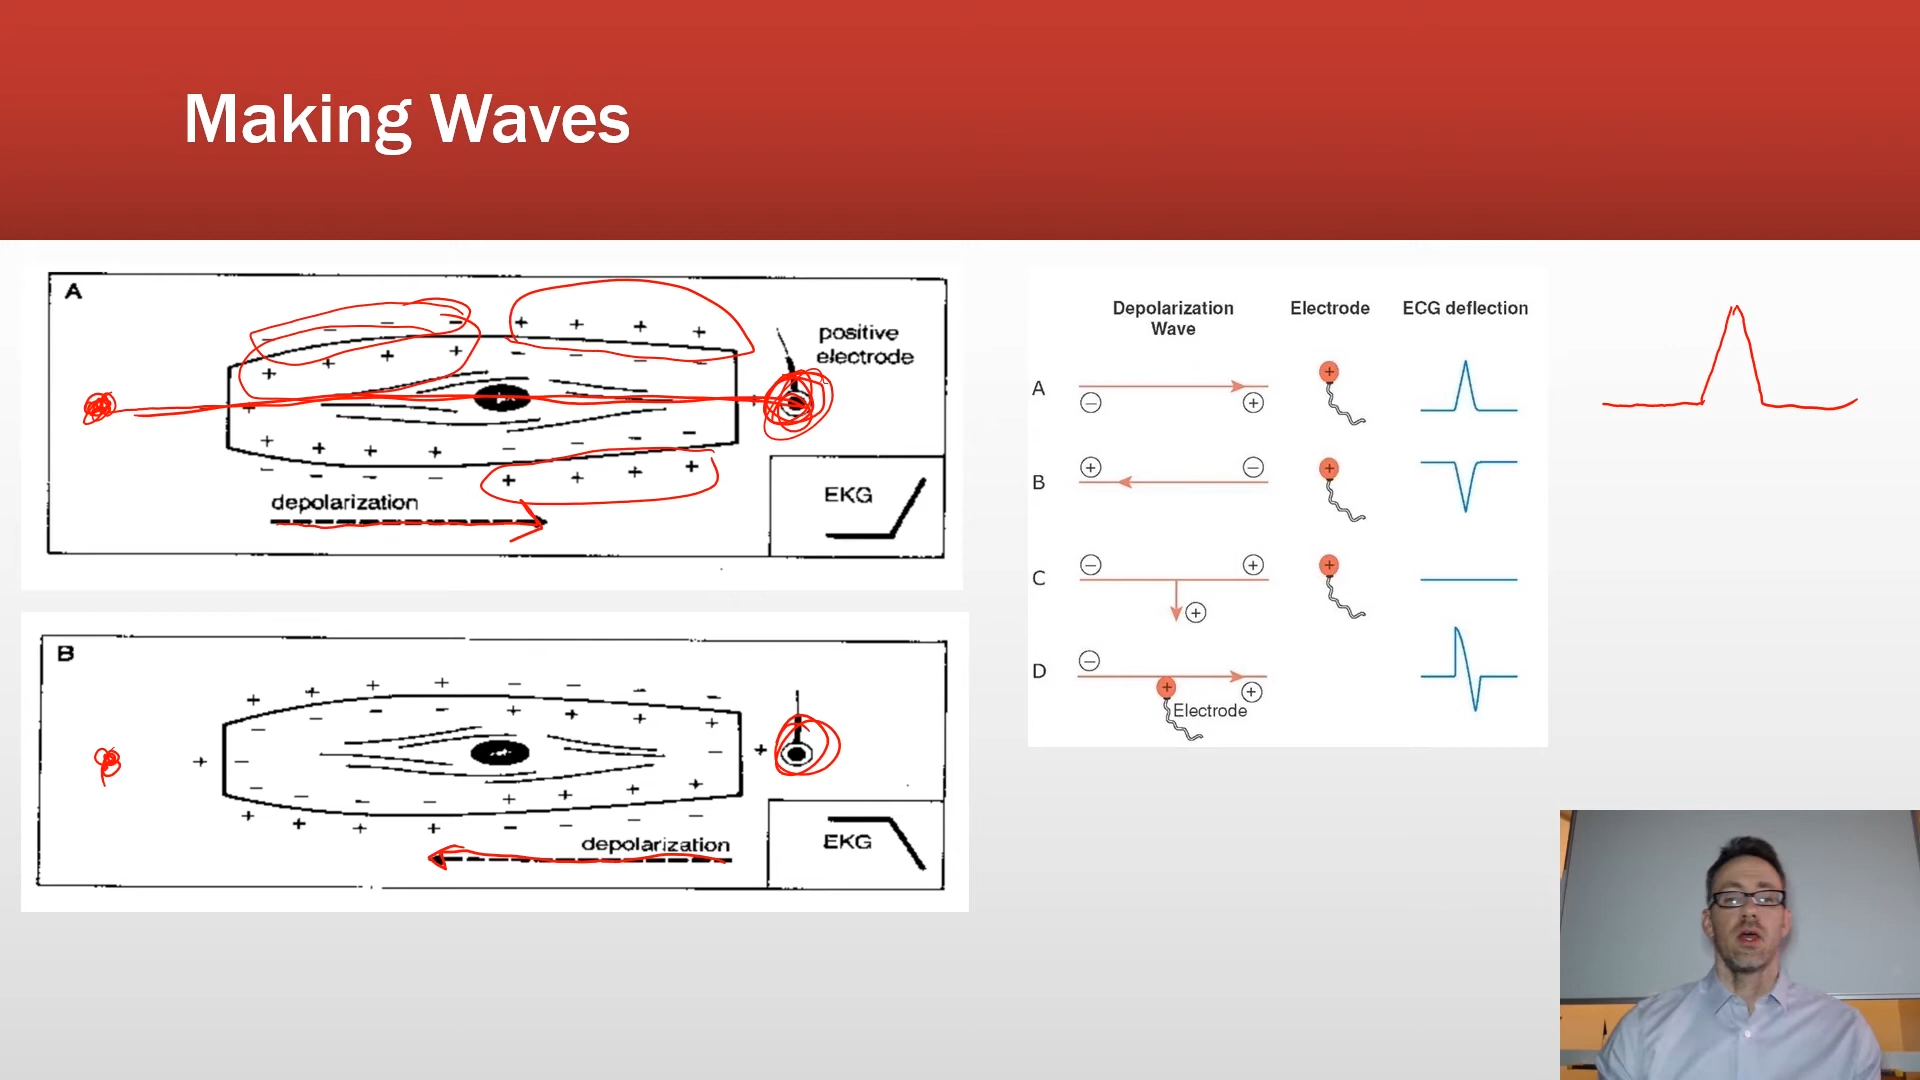 Making Waves
A
positive
electrode
depolarization
EKG
B
depolarization
EKG
Depolarization
Wave
Electrode
ECG deflection
A
B
C
D
Electrode